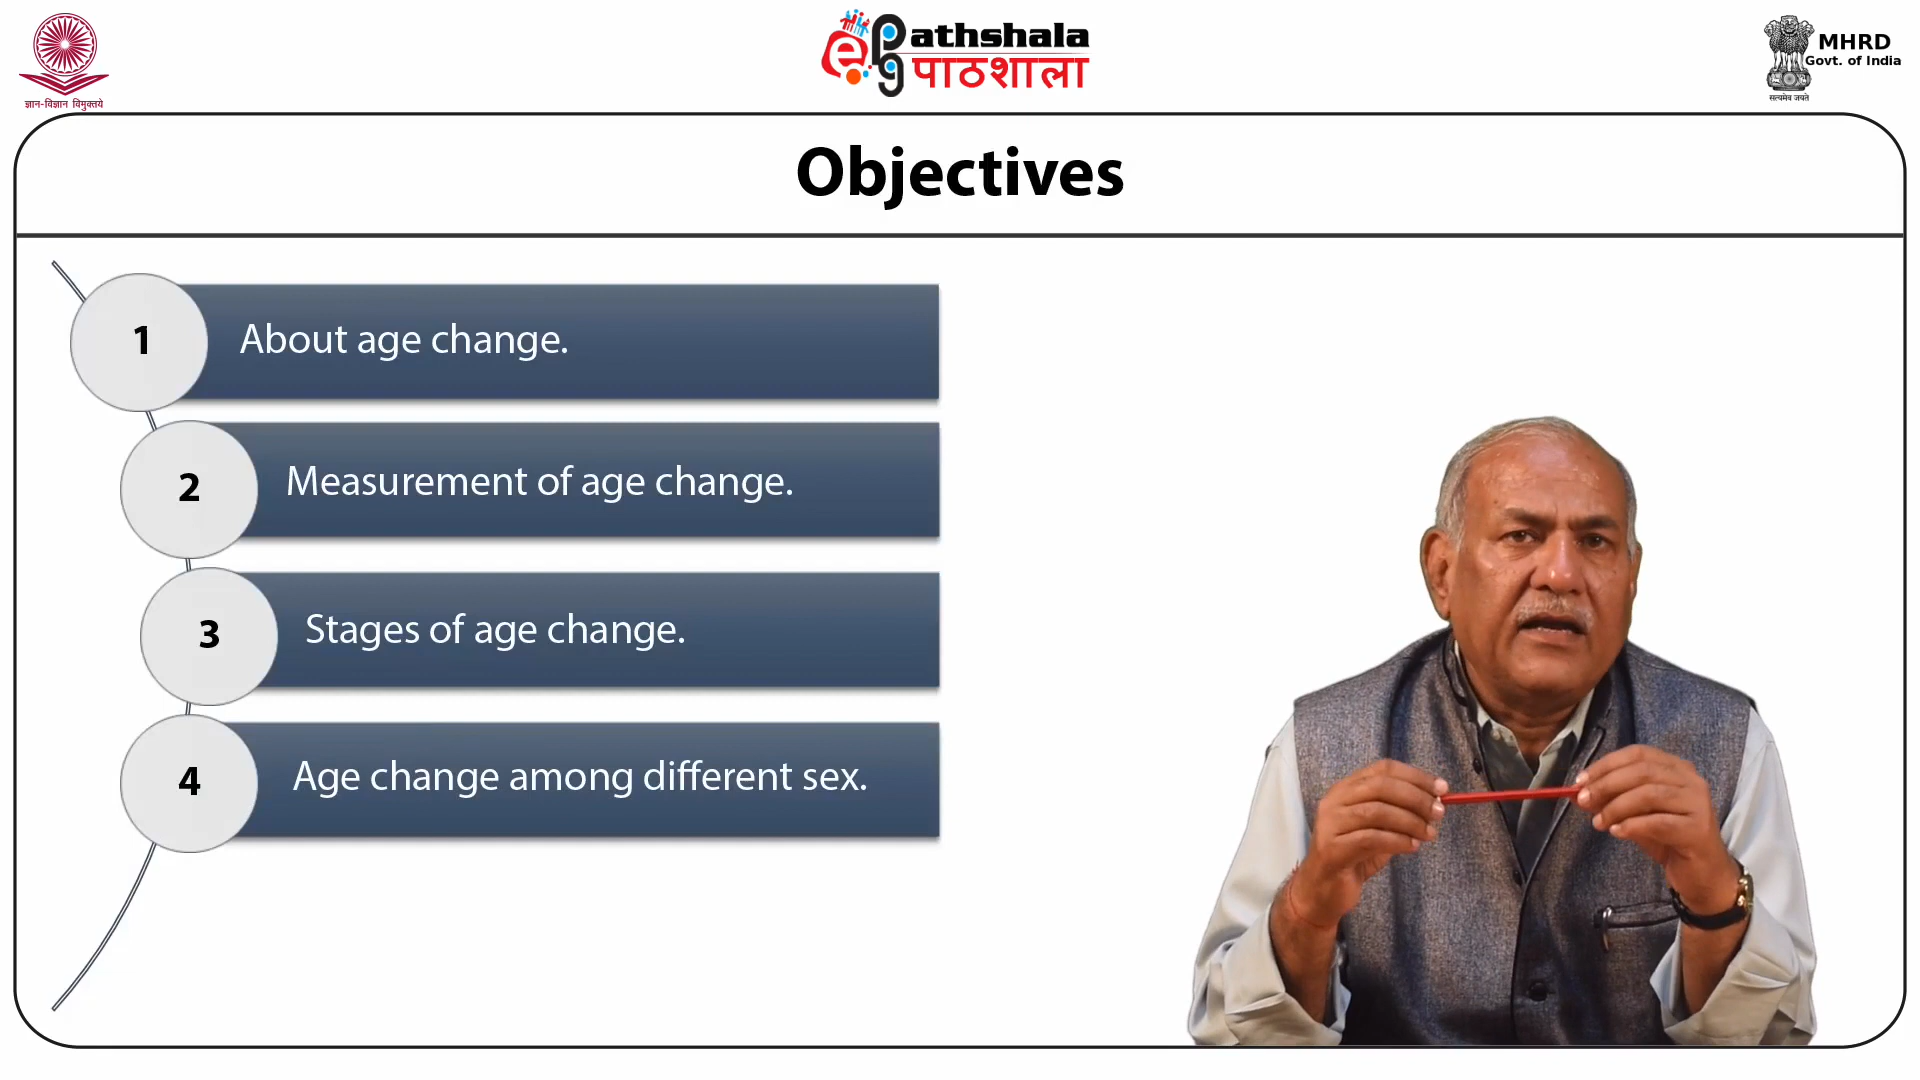 ज्ञान-विज्ञान विमुक्तये
ePathshala
पाठशाला
MHRD
Govt. of India
सत्यमेव जयते
Objectives
1 About age change.
2 Measurement of age change.
3 Stages of age change.
4 Age change among different sex.